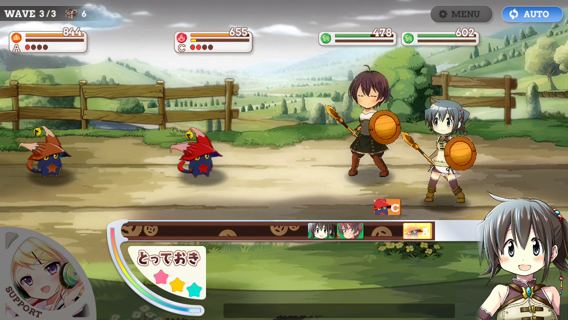 WAVE 3/3 6
MENU
AUTO
844
655
478
602
A
C
C
とっておき
SUPPORT